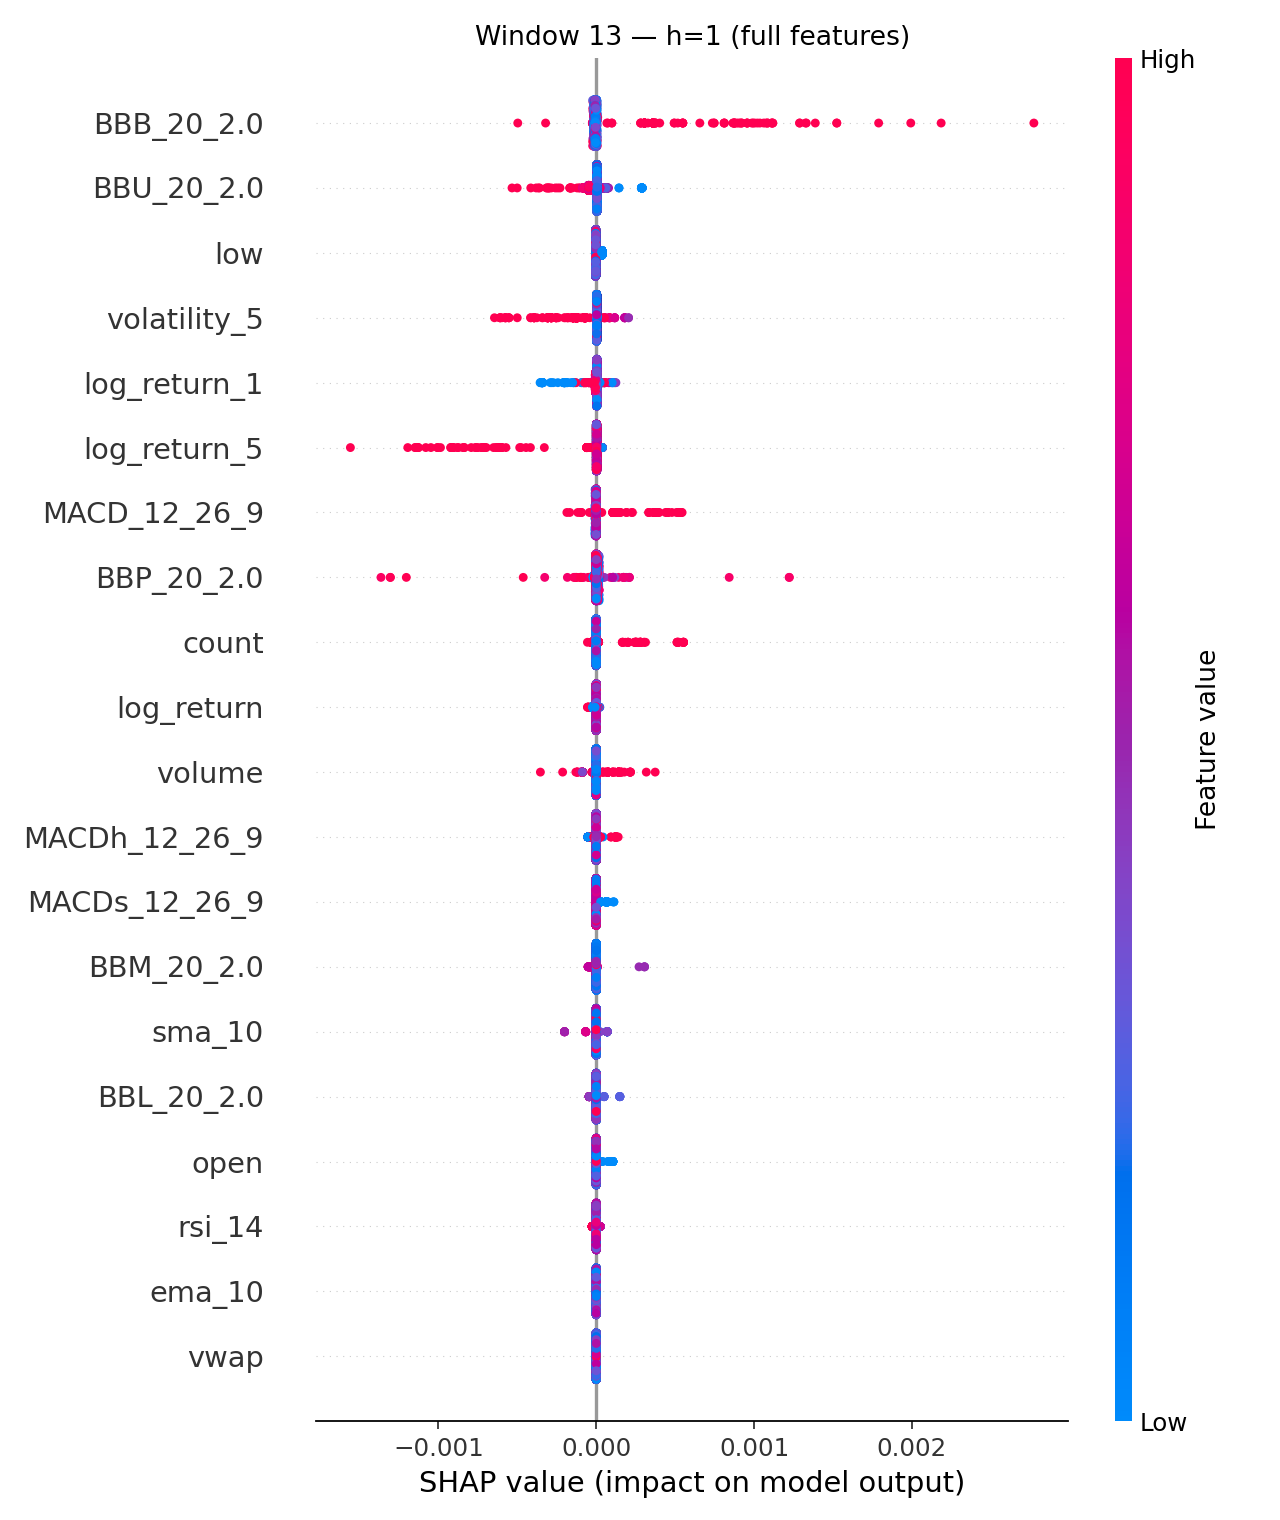 Window 13 — h=1 (full features)
High
BBB_20_2.0
BBU_20_2.0
low
volatility_5
log_return_1
log_return_5
MACD_12_26_9
BBP_20_2.0
count
log_return
volume
MACDh_12_26_9
MACDs_12_26_9
BBM_20_2.0
sma_10
BBL_20_2.0
open
rsi_14
ema_10
vwap
Feature value
Low
−0.001 0.000 0.001 0.002
SHAP value (impact on model output)